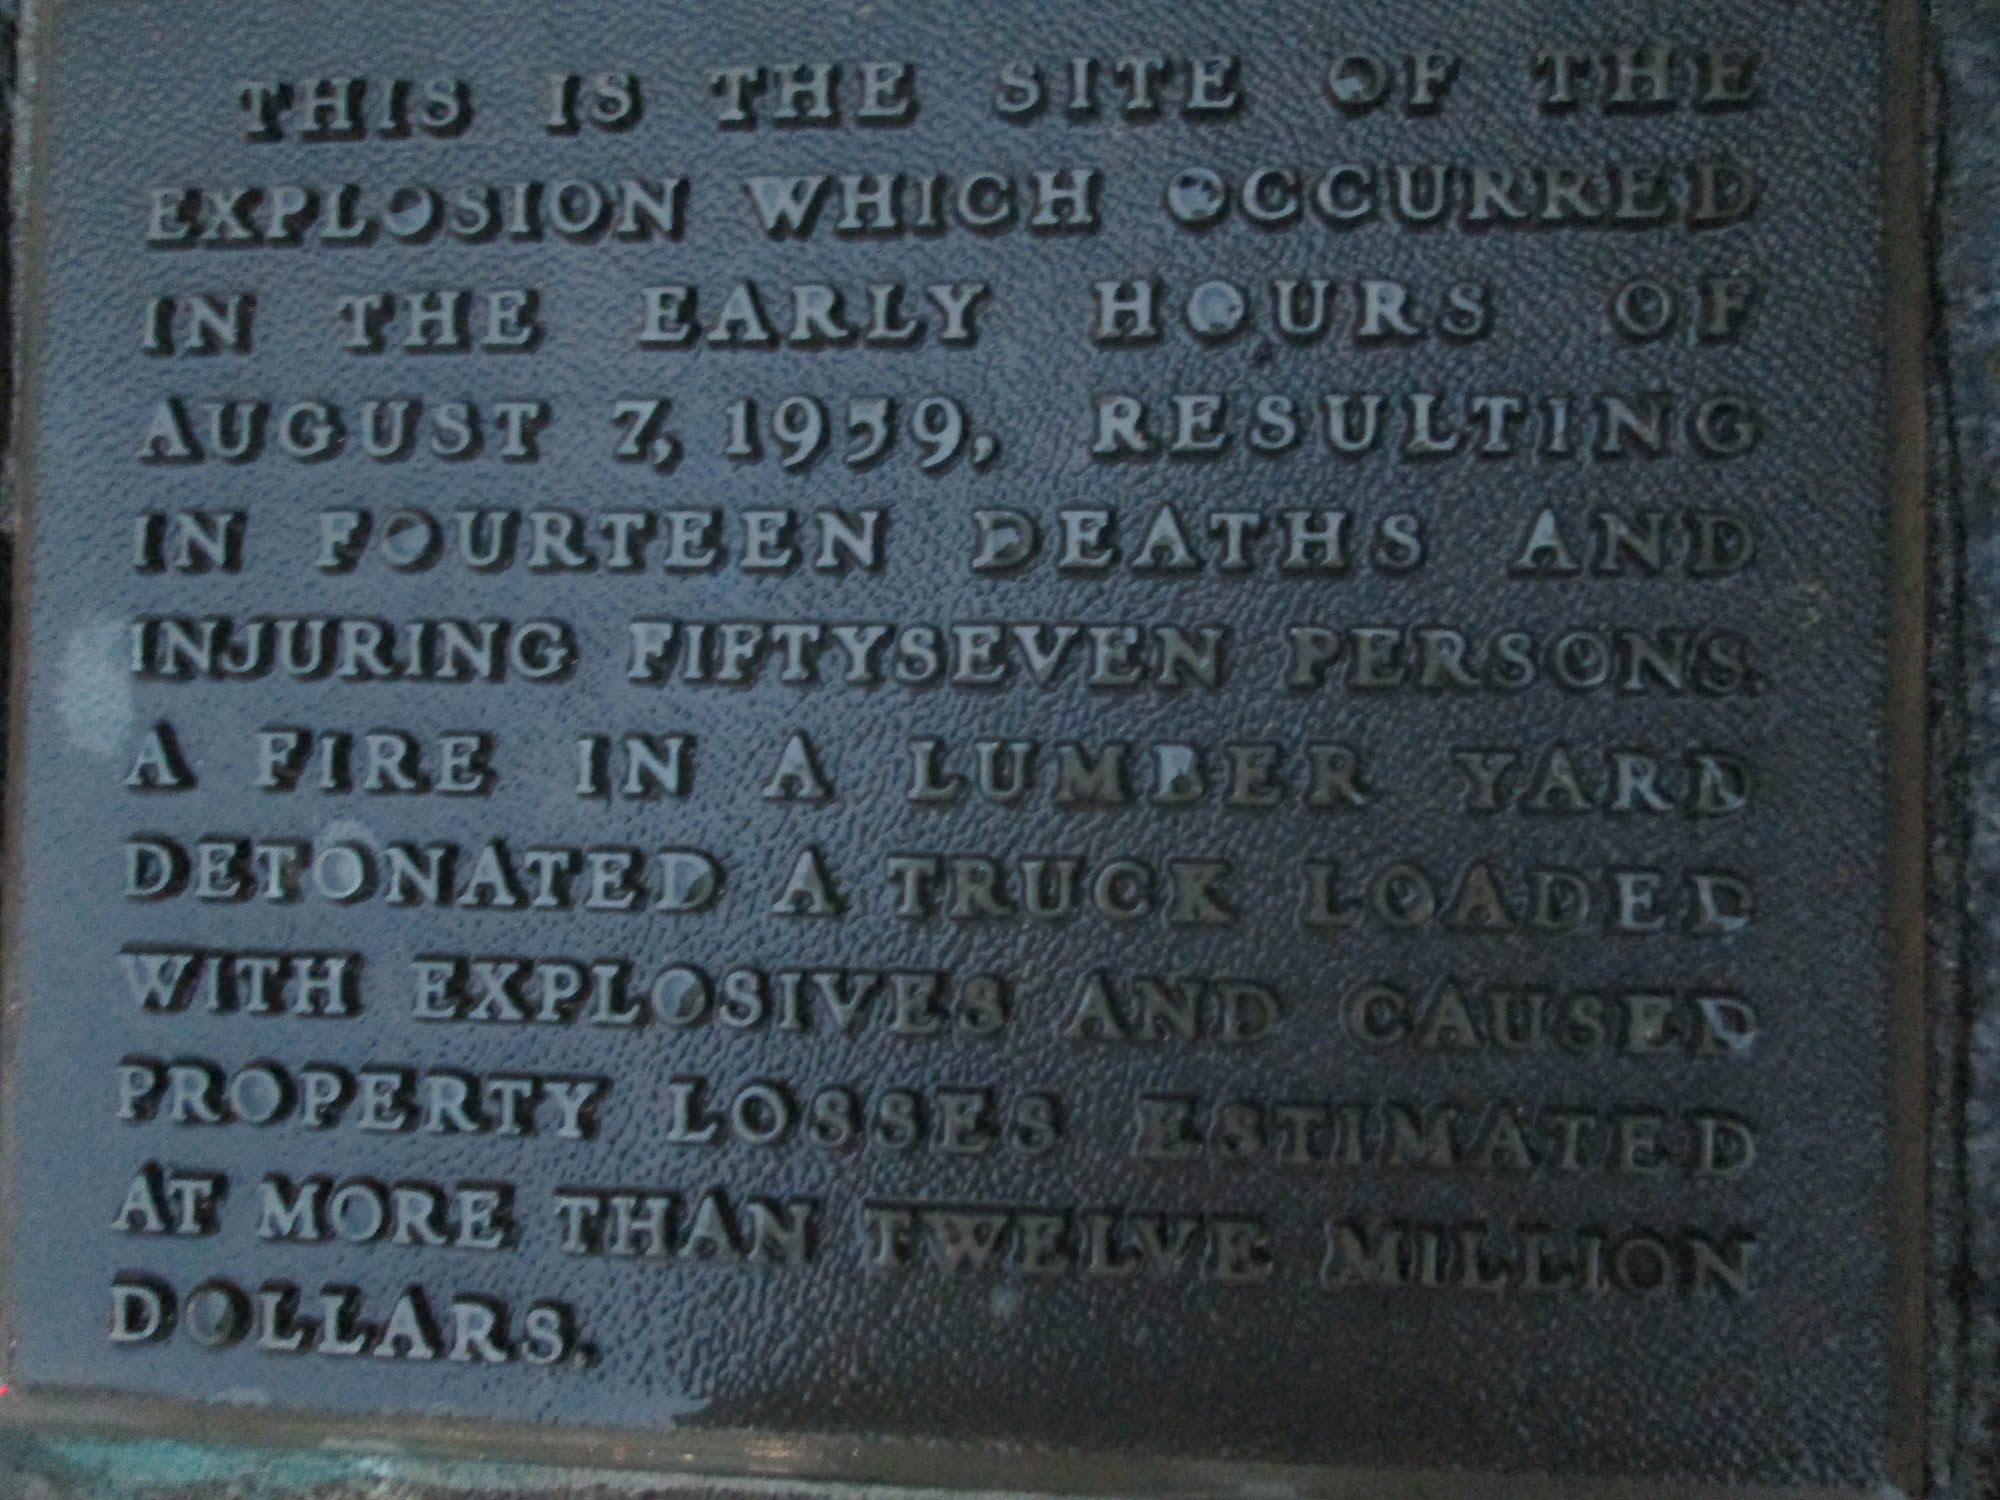 THIS IS THE SITE OF THE
EXPLOSION WHICH OCCURRED
IN THE EARLY HOURS OF
AUGUST 7, 1959, RESULTING
IN FOURTEEN DEATHS AND
INJURING FIFTYSEVEN PERSONS.
A FIRE IN A LUMBER YARD
DETONATED A TRUCK LOADED
WITH EXPLOSIVES AND CAUSED
PROPERTY LOSSES ESTIMATED
AT MORE THAN TWELVE MILLION
DOLLARS.